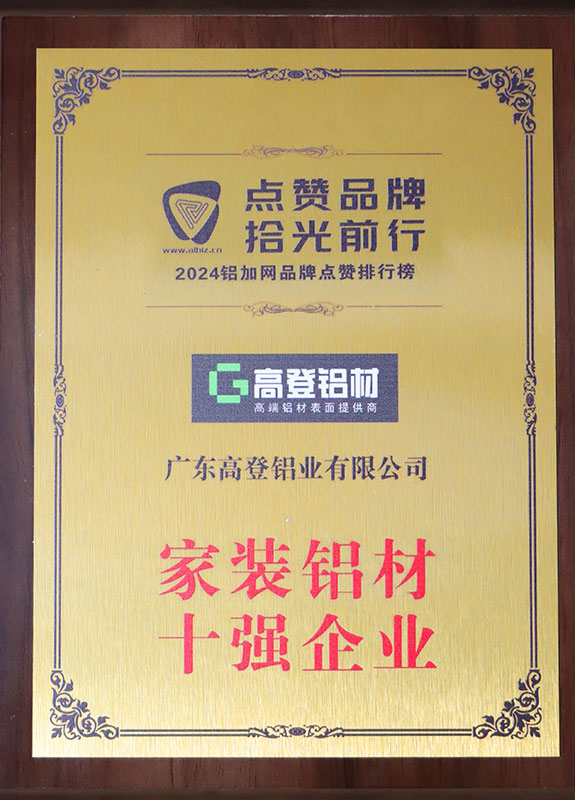 点赞品牌
拾光前行
www.albiz.cn
2024铝加网品牌点赞排行榜
高登铝材
高端铝材表面提供商
广东高登铝业有限公司
家装铝材
十强企业